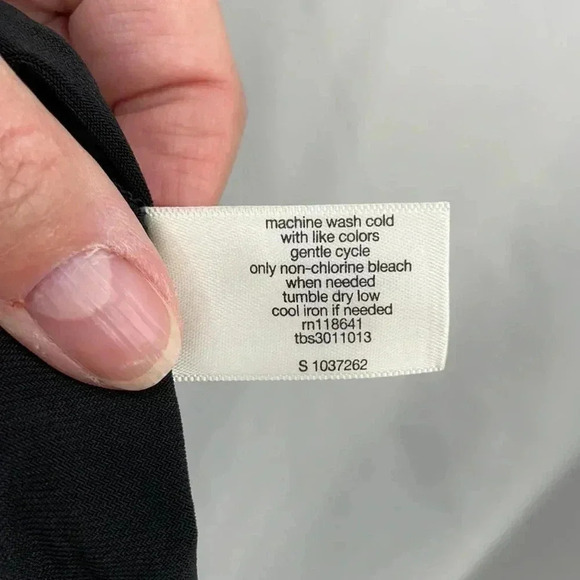 machine wash cold
with like colors
gentle cycle
only non-chlorine bleach
when needed
tumble dry low
cool iron if needed
rn118641
tbs3011013
S 1037262